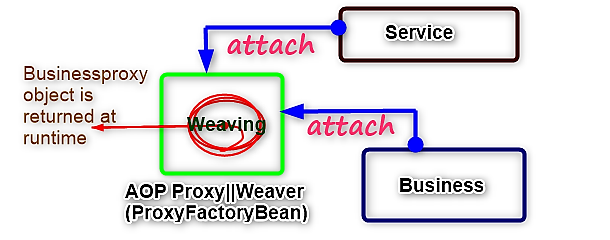 Service
attach
Businessproxy
object is
returned at
runtime
Weaving
attach
Business
AOP Proxy||Weaver
(ProxyFactoryBean)